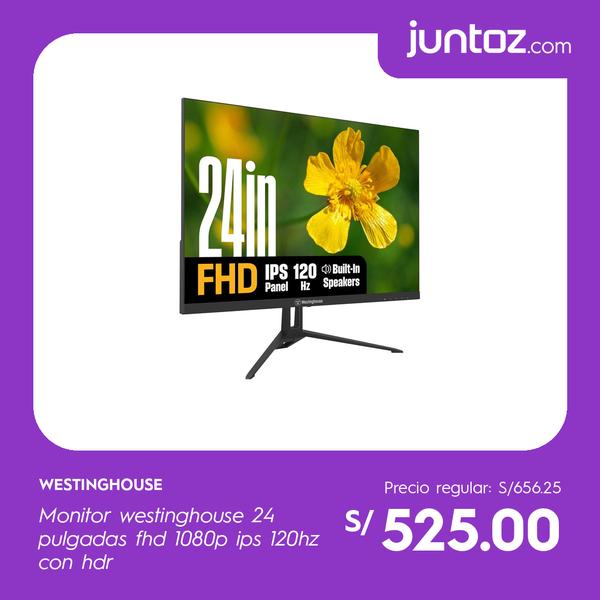 juntoz.com
24in
FHD
IPS Panel
120 Hz
Built-In Speakers
Westinghouse
WESTINGHOUSE
Monitor westinghouse 24
pulgadas fhd 1080p ips 120hz
con hdr
Precio regular: S/656.25
S/ 525.00